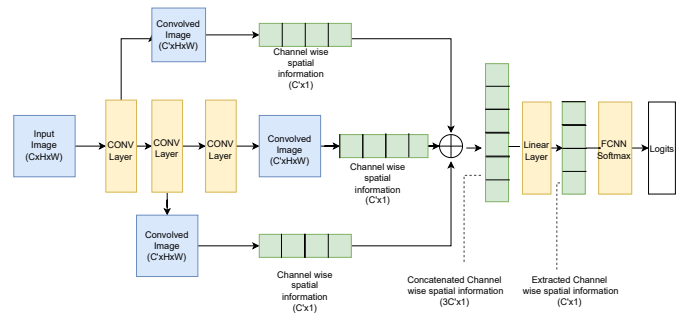 Convolved
Image
(C'xHxW)
Channel wise
spatial
information
(C'x1)
Input
Image
(CxHxW)
CONV
Layer
CONV
Layer
CONV
Layer
Convolved
Image
(C'xHxW)
Channel wise
spatial
information
(C'x1)
Linear
Layer
FCNN
Softmax
Logits
Convolved
Image
(C'xHxW)
Channel wise
spatial
information
(C'x1)
Concatenated Channel
wise spatial information
(3C'x1)
Extracted Channel
wise spatial information
(C'x1)